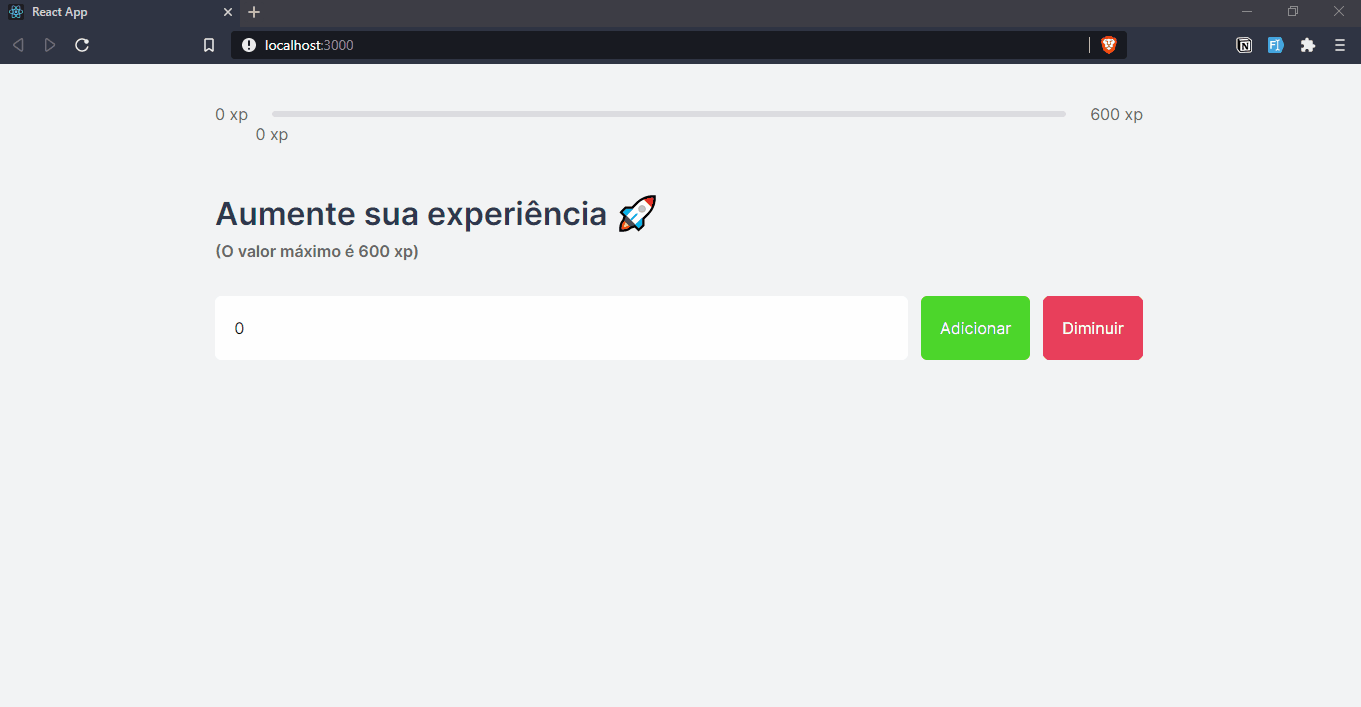 React App
localhost:3000
0 xp 600 xp
0 xp
Aumente sua experiência 🚀
(O valor máximo é 600 xp)
0 Adicionar Diminuir